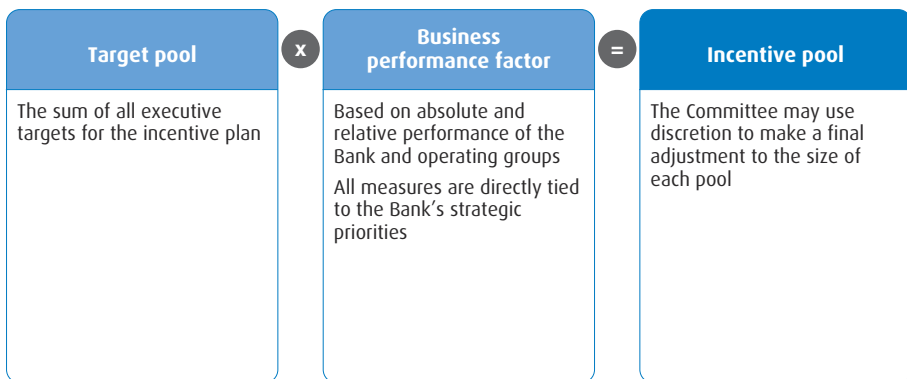 Target pool
x
Business
performance factor
=
Incentive pool
The sum of all executive
targets for the incentive plan
Based on absolute and
relative performance of the
Bank and operating groups
All measures are directly tied
to the Bank’s strategic
priorities
The Committee may use
discretion to make a final
adjustment to the size of
each pool